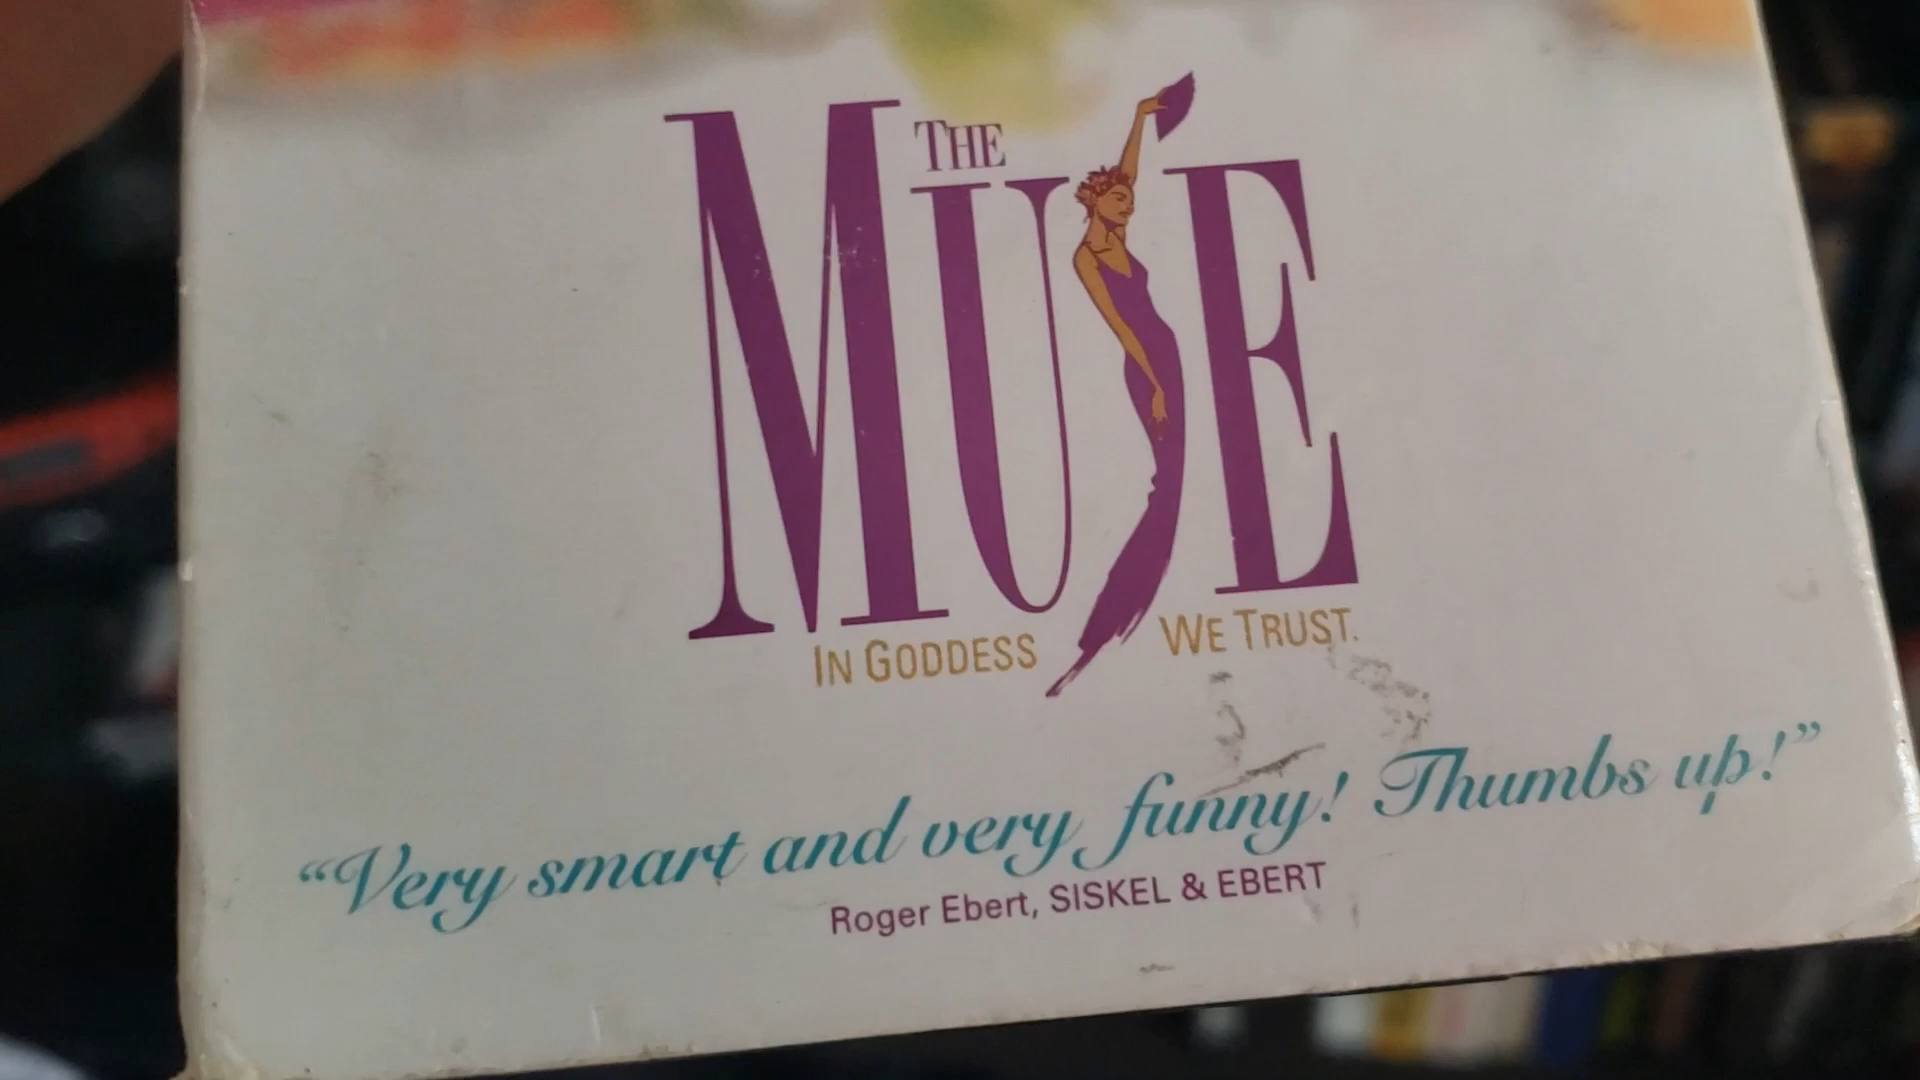 THE
MUSE
IN GODDESS WE TRUST.
“Very smart and very funny! Thumbs up!”
Roger Ebert, SISKEL & EBERT